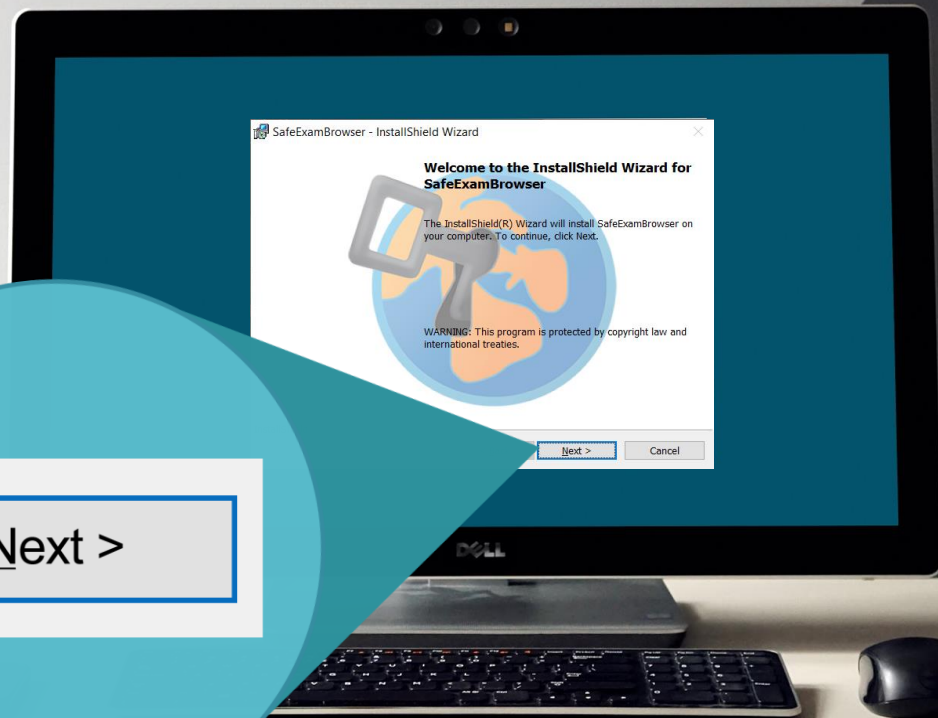 SafeExamBrowser - InstallShield Wizard
Welcome to the InstallShield Wizard for
SafeExamBrowser
The InstallShield(R) Wizard will install SafeExamBrowser on
your computer. To continue, click Next.
WARNING: This program is protected by copyright law and
international treaties.
Next >
Cancel
Next >
DELL